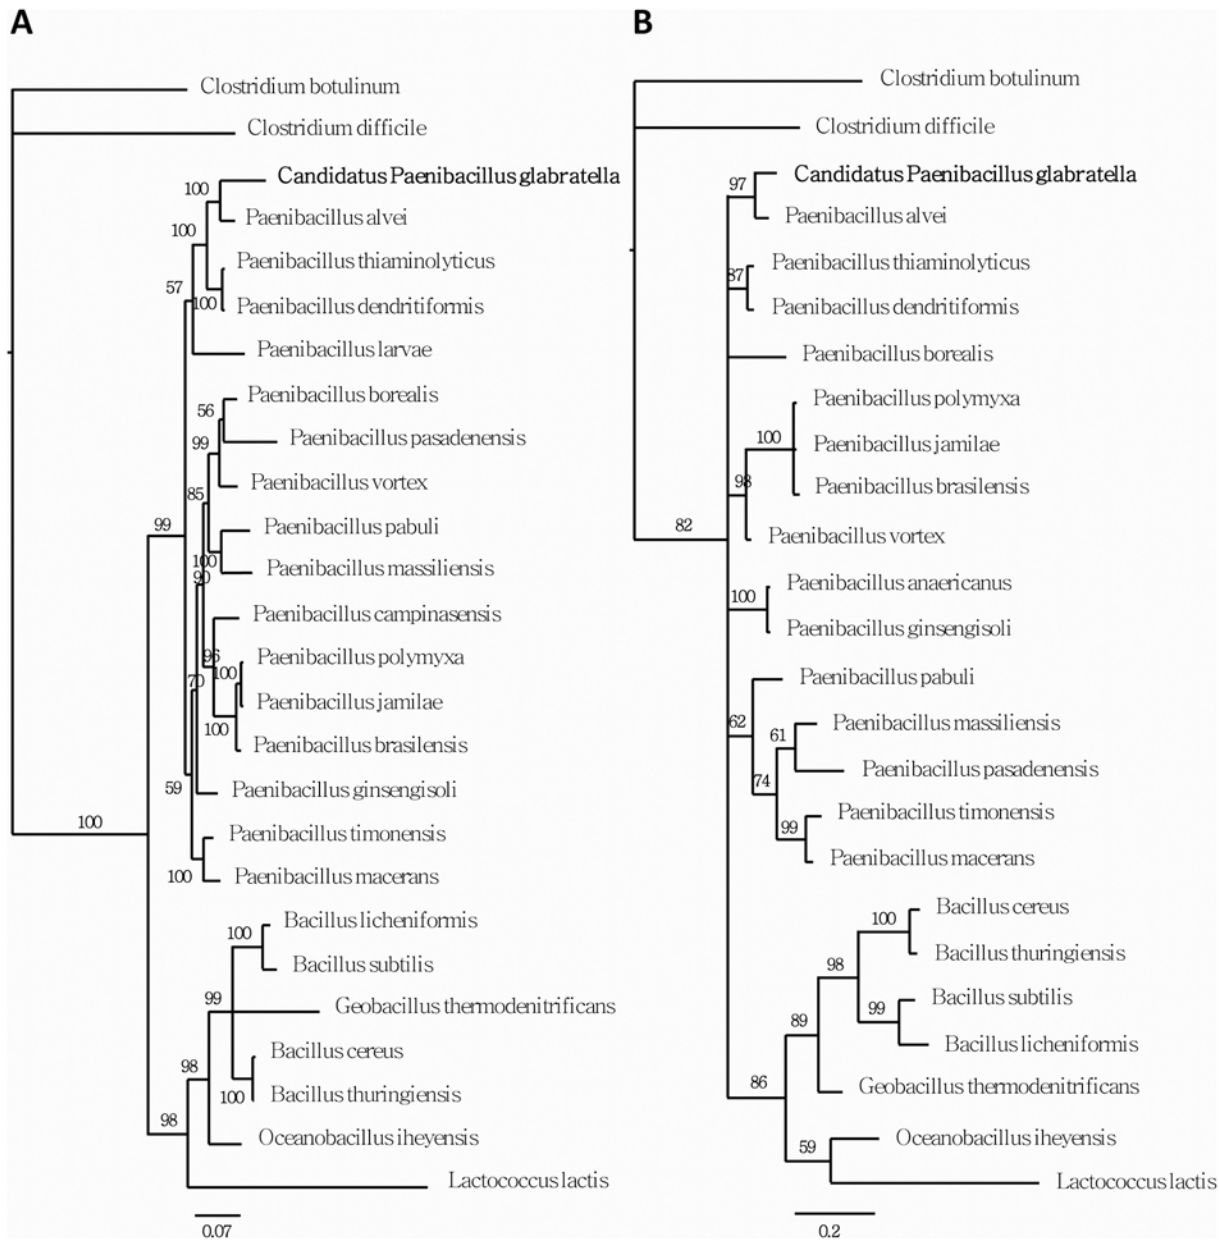 A
Clostridium botulinum
Clostridium difficile
100
Candidatus Paenibacillus glabratella
Paenibacillus alvei
100
Paenibacillus thiaminolyticus
57
100
Paenibacillus dendritiformis
Paenibacillus larvae
Paenibacillus borealis
56
Paenibacillus pasadenensis
99
Paenibacillus vortex
85
99
Paenibacillus pabuli
100
Paenibacillus massiliensis
90
Paenibacillus campinasensis
96
Paenibacillus polymyxa
100
70
Paenibacillus jamilae
100
Paenibacillus brasilensis
59
Paenibacillus ginsengisoli
100
Paenibacillus timonensis
100
Paenibacillus macerans
Bacillus licheniformis
100
Bacillus subtilis
99
Geobacillus thermodenitrificans
Bacillus cereus
98
100
Bacillus thuringiensis
98
Oceanobacillus iheyensis
Lactococcus lactis
0.07
B
Clostridium botulinum
Clostridium difficile
97
Candidatus Paenibacillus glabratella
Paenibacillus alvei
Paenibacillus thiaminolyticus
87
Paenibacillus dendritiformis
Paenibacillus borealis
Paenibacillus polymyxa
100
Paenibacillus jamilae
98
Paenibacillus brasilensis
82
Paenibacillus vortex
Paenibacillus anaericanus
100
Paenibacillus ginsengisoli
Paenibacillus pabuli
62
Paenibacillus massiliensis
61
Paenibacillus pasadenensis
74
Paenibacillus timonensis
99
Paenibacillus macerans
Bacillus cereus
100
Bacillus thuringiensis
98
Bacillus subtilis
99
89
Bacillus licheniformis
86
Geobacillus thermodenitrificans
Oceanobacillus iheyensis
59
Lactococcus lactis
0.2